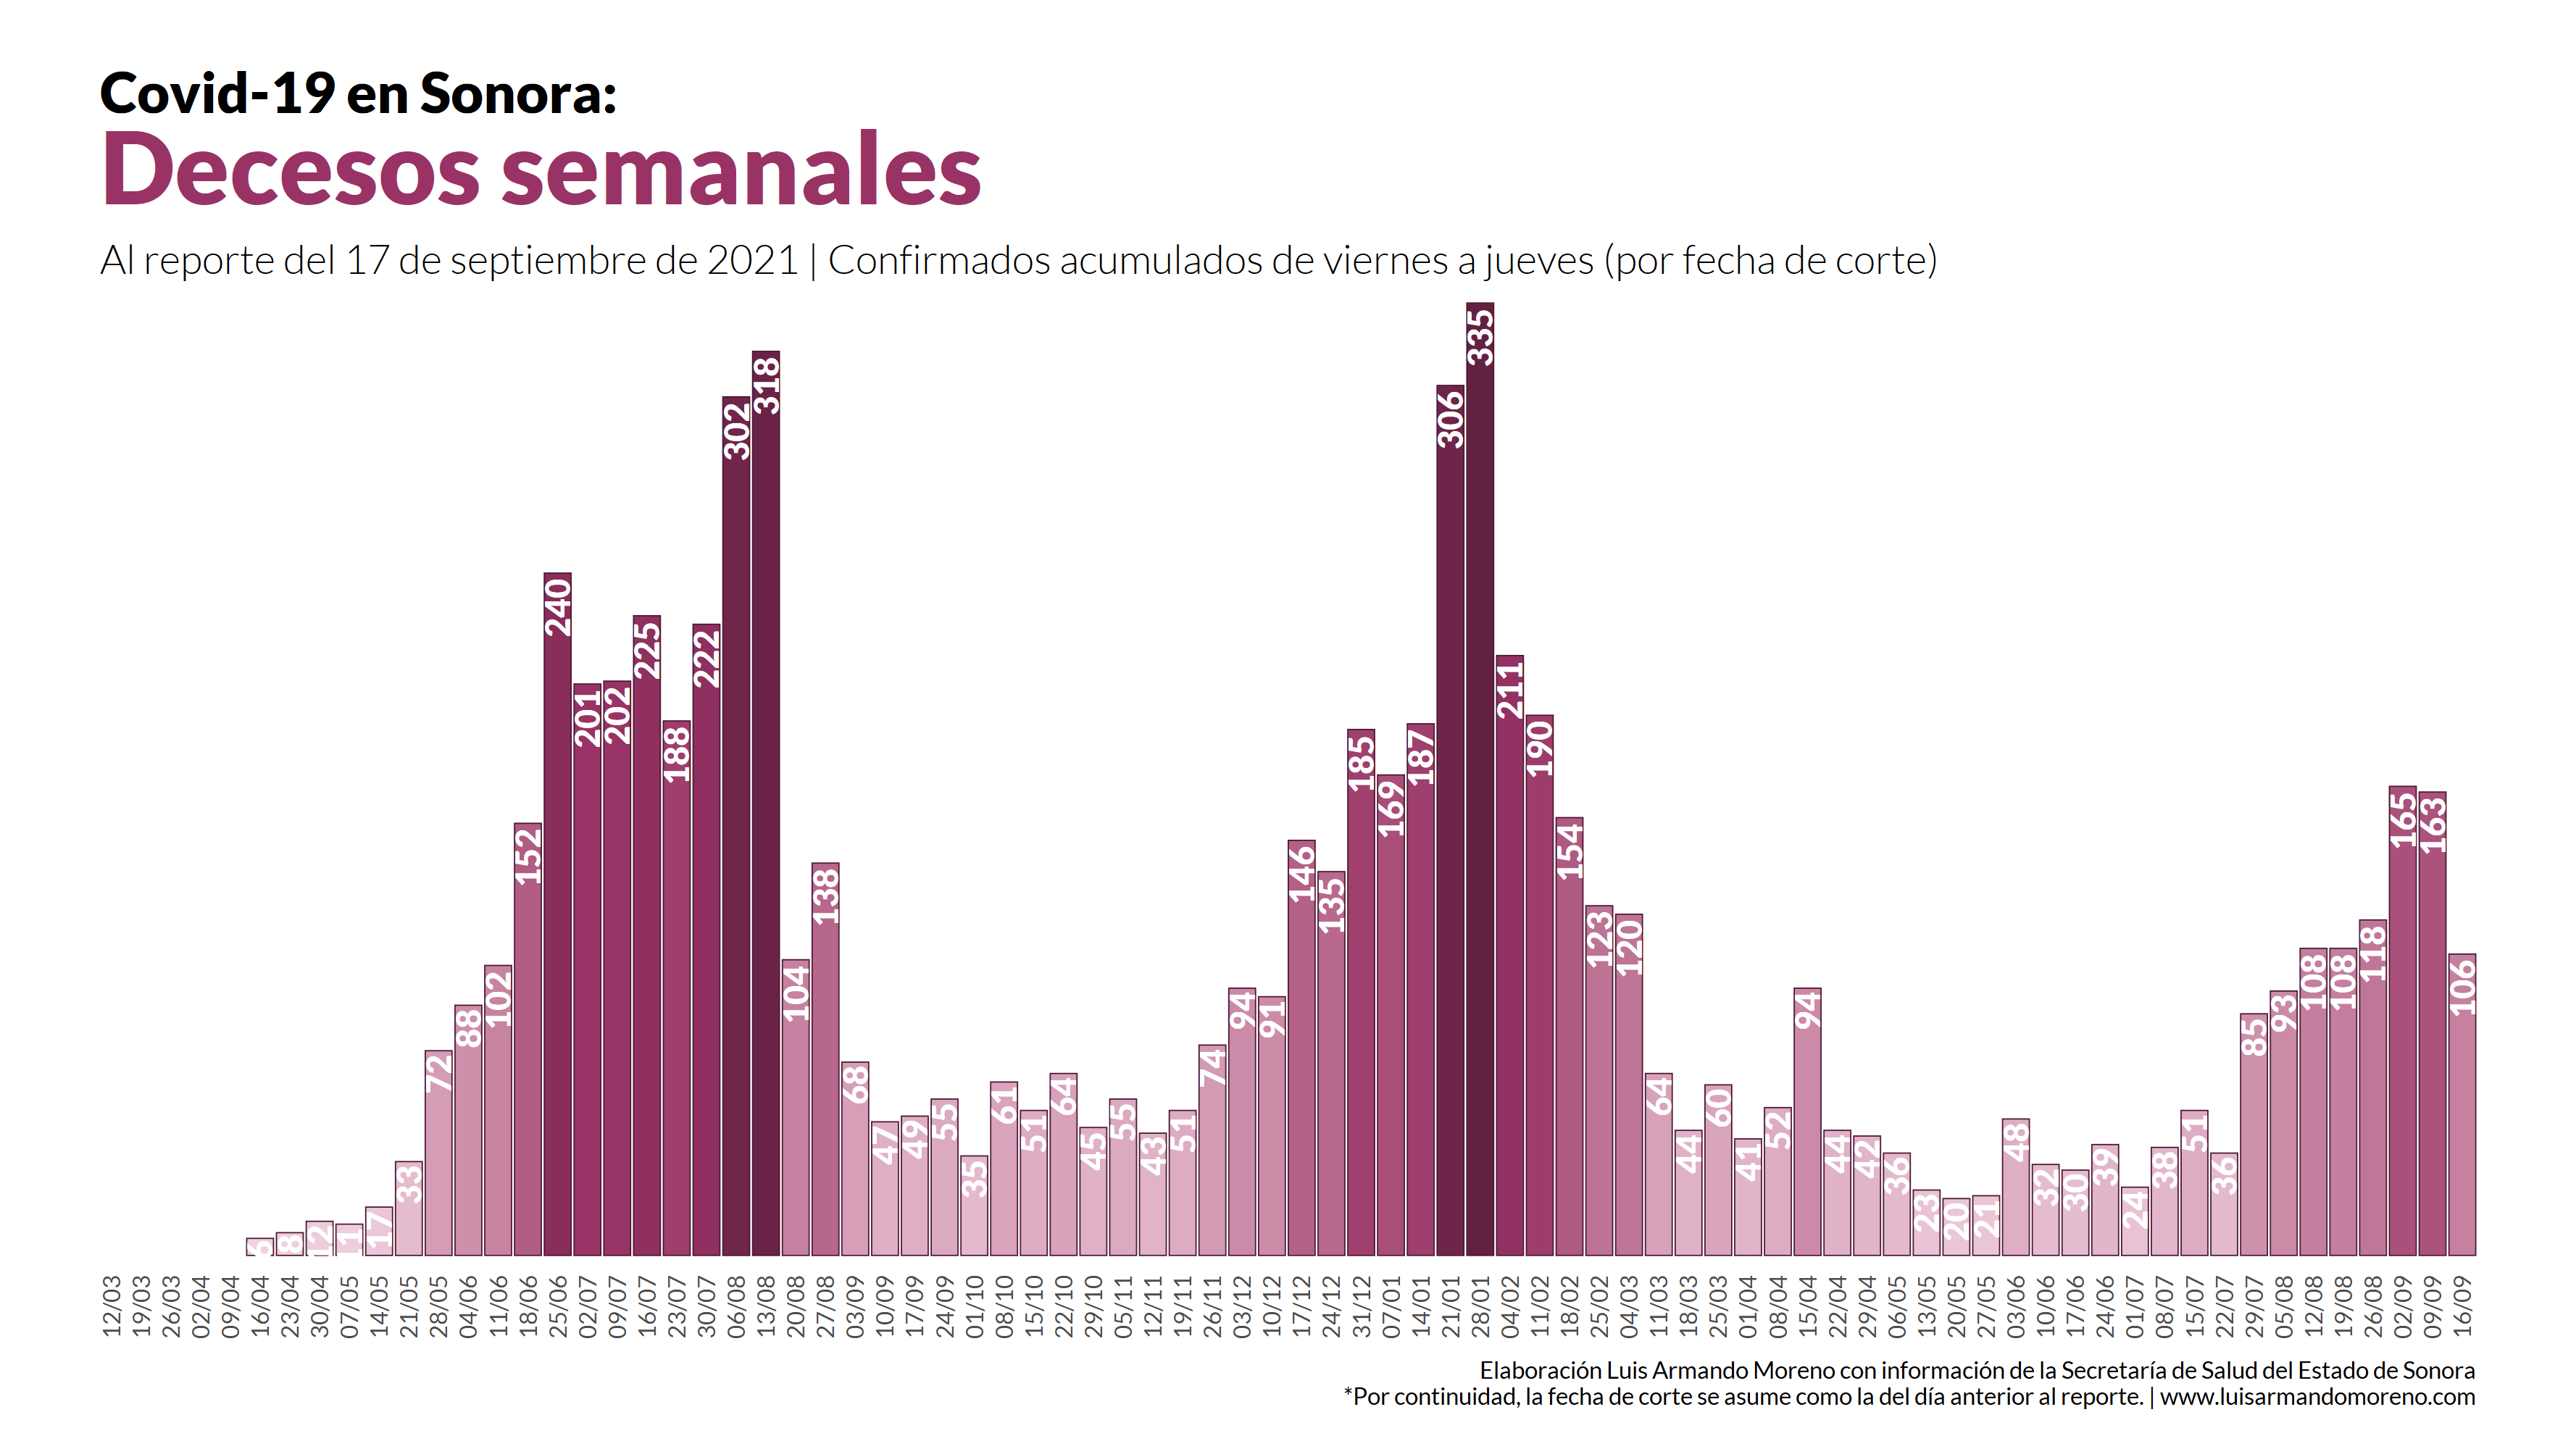 Covid-19 en Sonora:
Decesos semanales
Al reporte del 17 de septiembre de 2021 | Confirmados acumulados de viernes a jueves (por fecha de corte)
6 8 12 11 17 33 72 88 102 152 240 201 202 225 188 222 302 318 104 138 68 47 49 55 35 61 51 64 45 55 43 51 74 94 91 146 135 185 169 187 306 335 211 190 154 123 120 64 44 60 41 52 94 44 42 36 23 20 21 48 32 30 39 24 38 51 36 85 93 108 108 118 165 163 106
12/03 19/03 26/03 02/04 09/04 16/04 23/04 30/04 07/05 14/05 21/05 28/05 04/06 11/06 18/06 25/06 02/07 09/07 16/07 23/07 30/07 06/08 13/08 20/08 27/08 03/09 10/09 17/09 24/09 01/10 08/10 15/10 22/10 29/10 05/11 12/11 19/11 26/11 03/12 10/12 17/12 24/12 31/12 07/01 14/01 21/01 28/01 04/02 11/02 18/02 25/02 04/03 11/03 18/03 25/03 01/04 08/04 15/04 22/04 29/04 06/05 13/05 20/05 27/05 03/06 10/06 17/06 24/06 01/07 08/07 15/07 22/07 29/07 05/08 12/08 19/08 26/08 02/09 09/09 16/09
Elaboración Luis Armando Moreno con información de la Secretaría de Salud del Estado de Sonora
*Por continuidad, la fecha de corte se asume como la del día anterior al reporte. | www.luisarmandomoreno.com